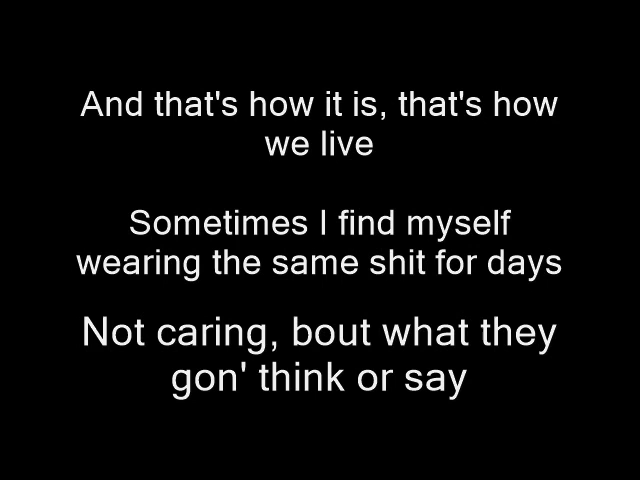 And that's how it is, that's how
we live
Sometimes I find myself
wearing the same shit for days
Not caring, bout what they
gon' think or say